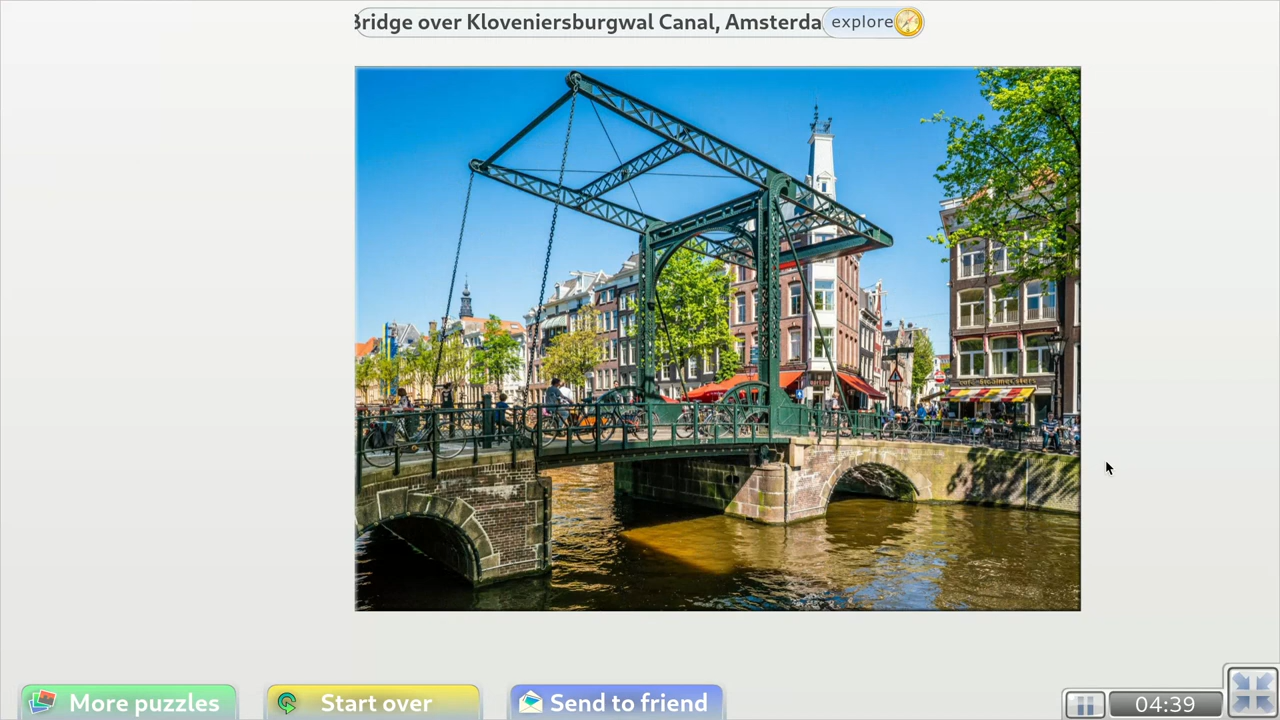 Bridge over Kloveniersburgwal Canal, Amsterda
explore
More puzzles
Start over
Send to friend
04:39